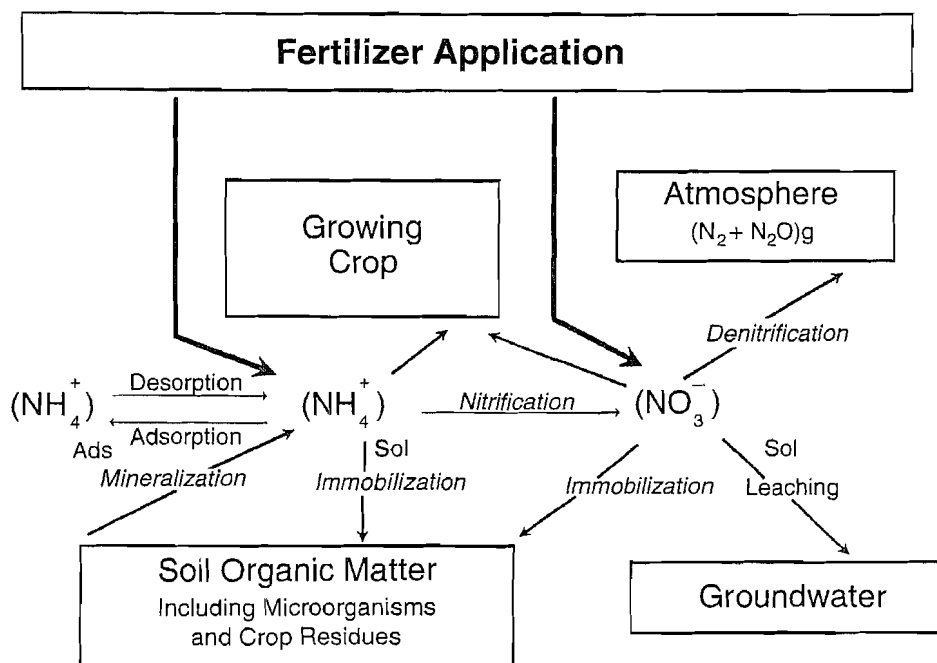 Fertilizer Application
Growing
Crop
Atmosphere
(N₂ + N₂O)g
Denitrification
(NH₄⁺)
Ads
Desorption
Adsorption
(NH₄⁺)
Sol
Nitrification
(NO₃⁻)
Sol
Mineralization
Immobilization
Immobilization
Leaching
Soil Organic Matter
Including Microorganisms
and Crop Residues
Groundwater